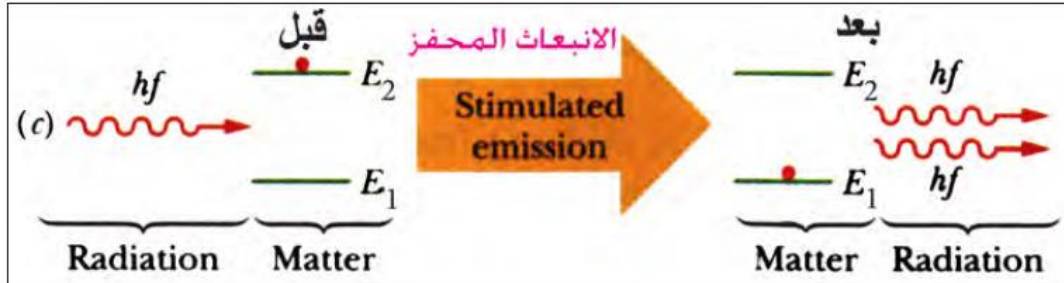 قبل
الانبعاث المحفز
بعد
hf
E2
Stimulated
emission
E2
hf
(c)
E1
E1
hf
Radiation
Matter
Matter
Radiation